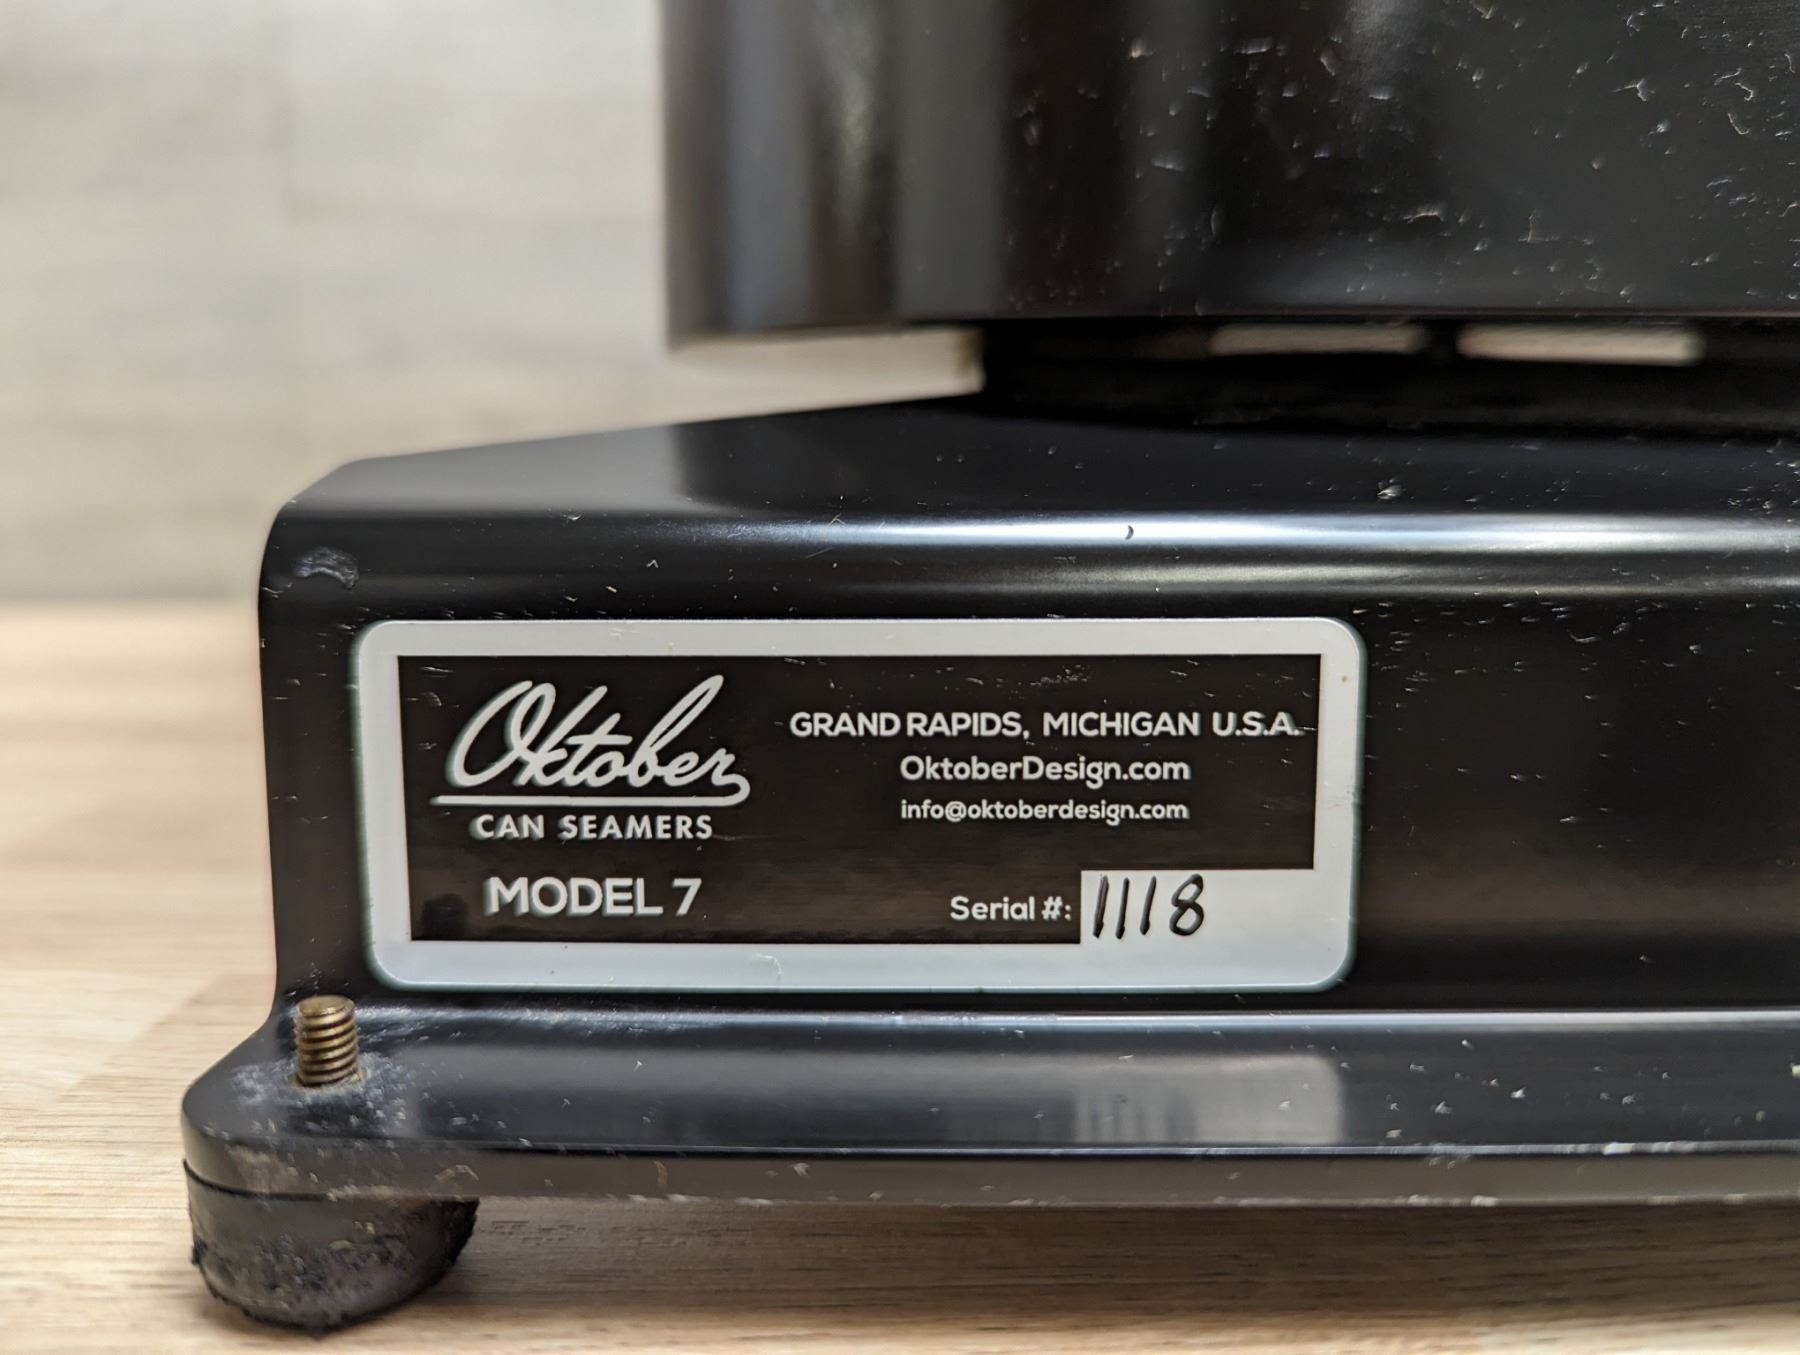 Oktober
CAN SEAMERS
MODEL 7
GRAND RAPIDS, MICHIGAN U.S.A.
OktoberDesign.com
info@oktoberdesign.com
Serial #: 1118